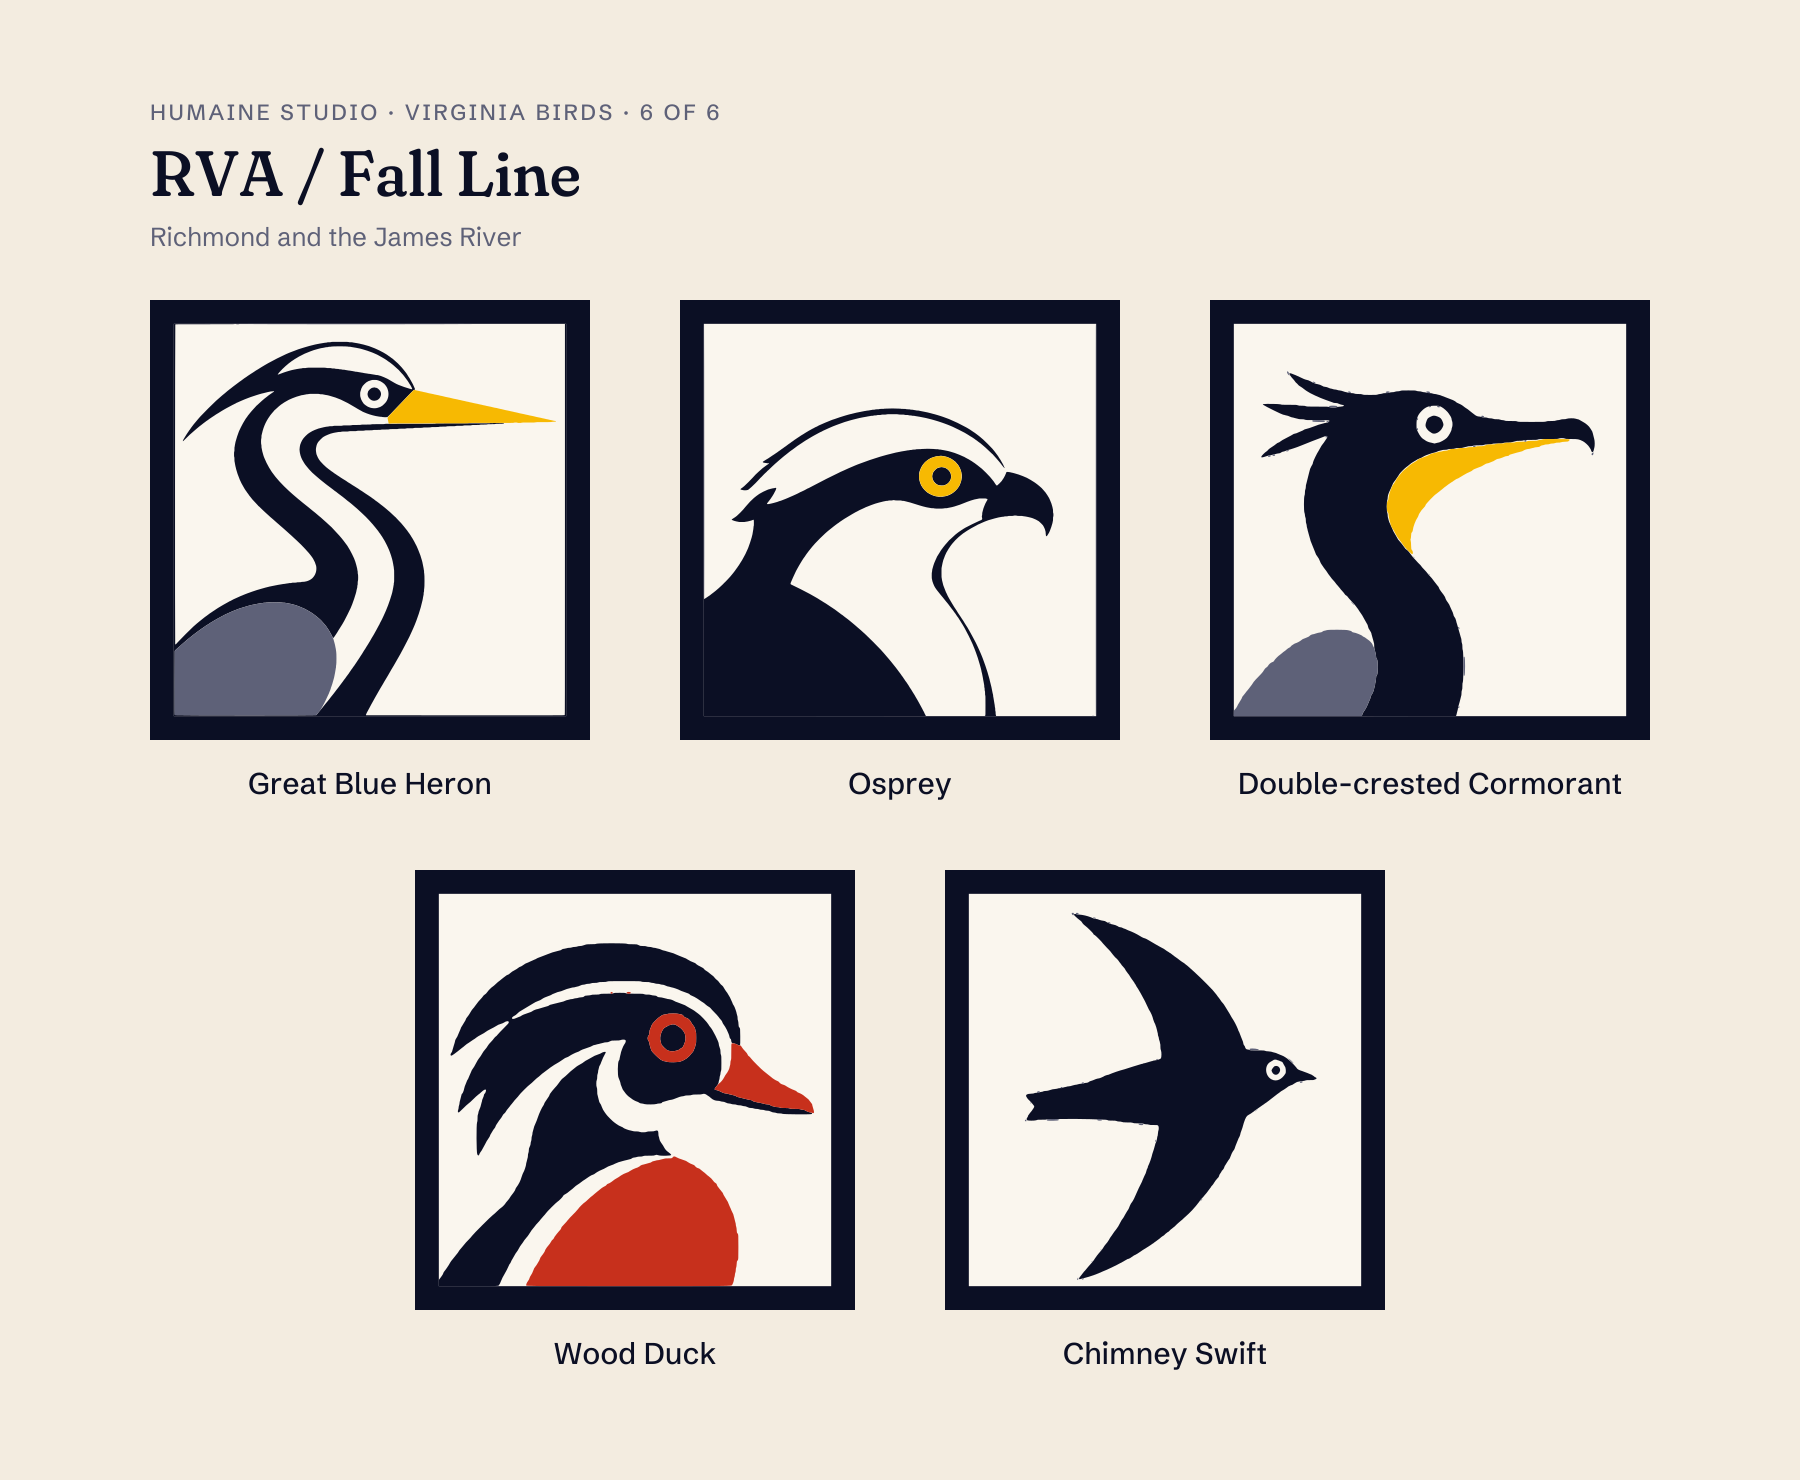 HUMAINE STUDIO · VIRGINIA BIRDS · 6 OF 6
RVA / Fall Line
Richmond and the James River
Great Blue Heron
Osprey
Double-crested Cormorant
Wood Duck
Chimney Swift